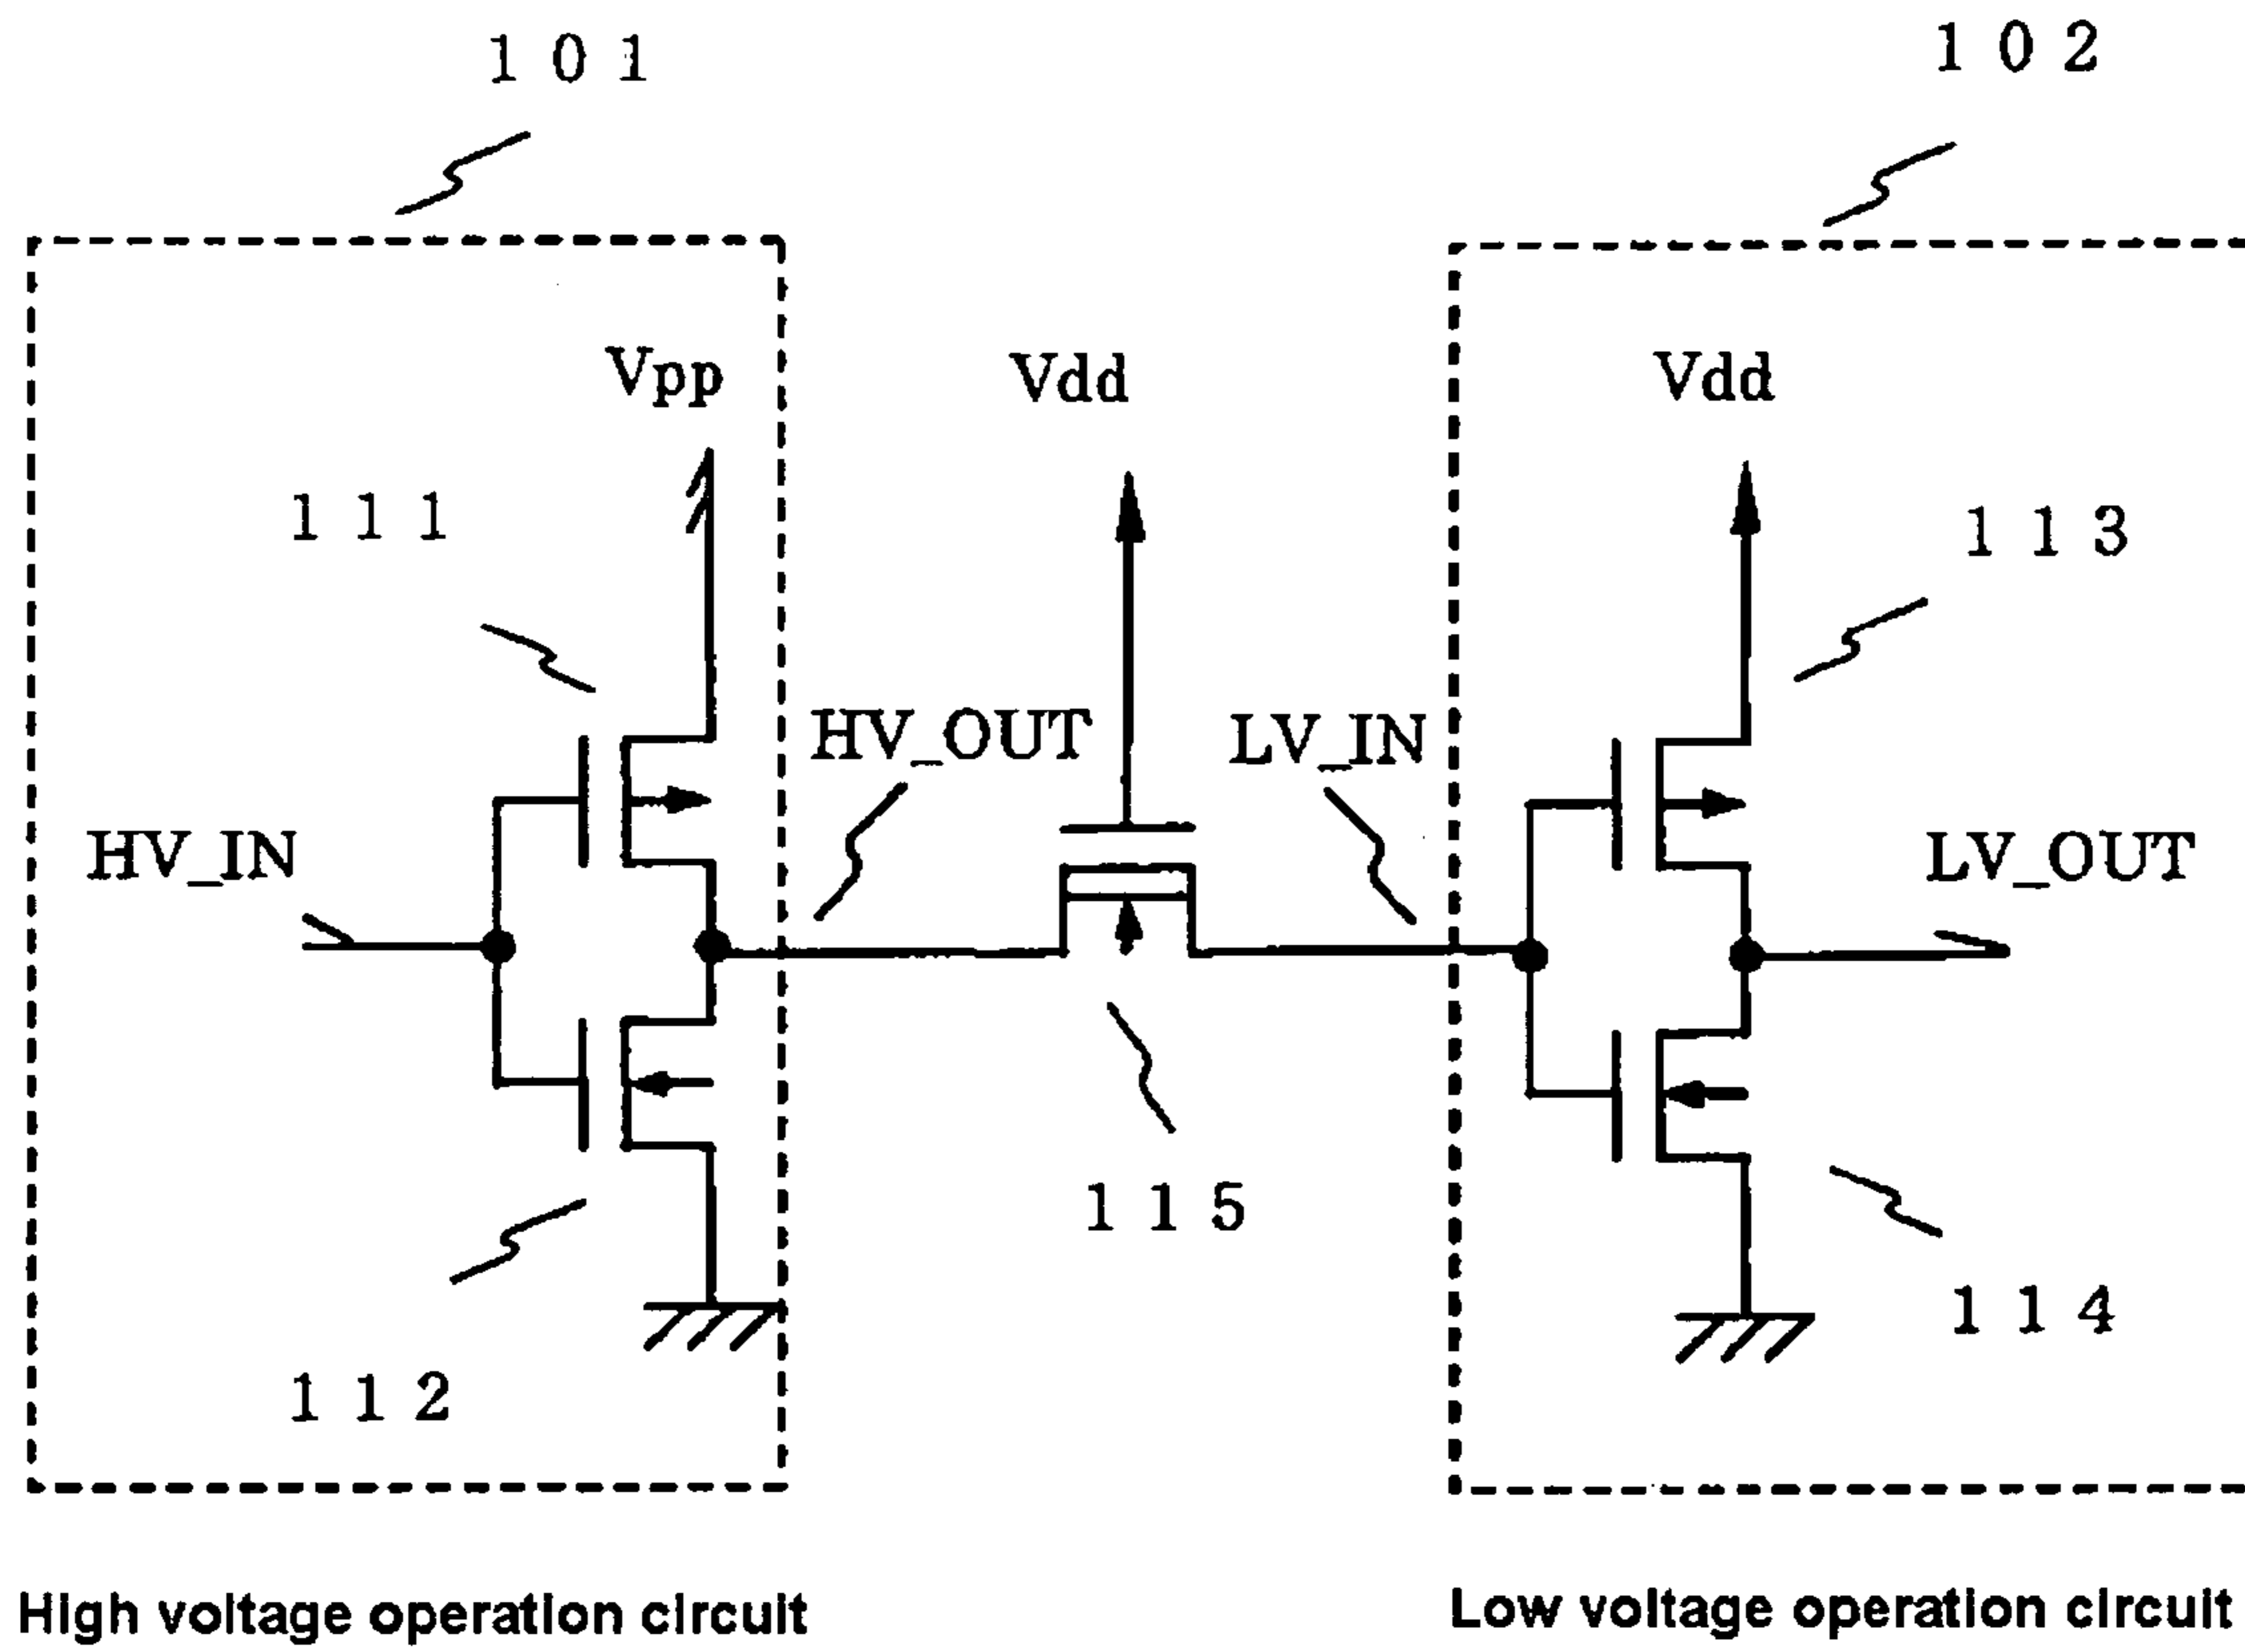 1 0 1
1 0 2
Vpp
Vdd
Vdd
1 1 1
1 1 3
HV_OUT
LV_IN
HV_IN
LV_OUT
1 1 5
1 1 4
1 1 2
High voltage operation circuit
Low voltage operation circuit